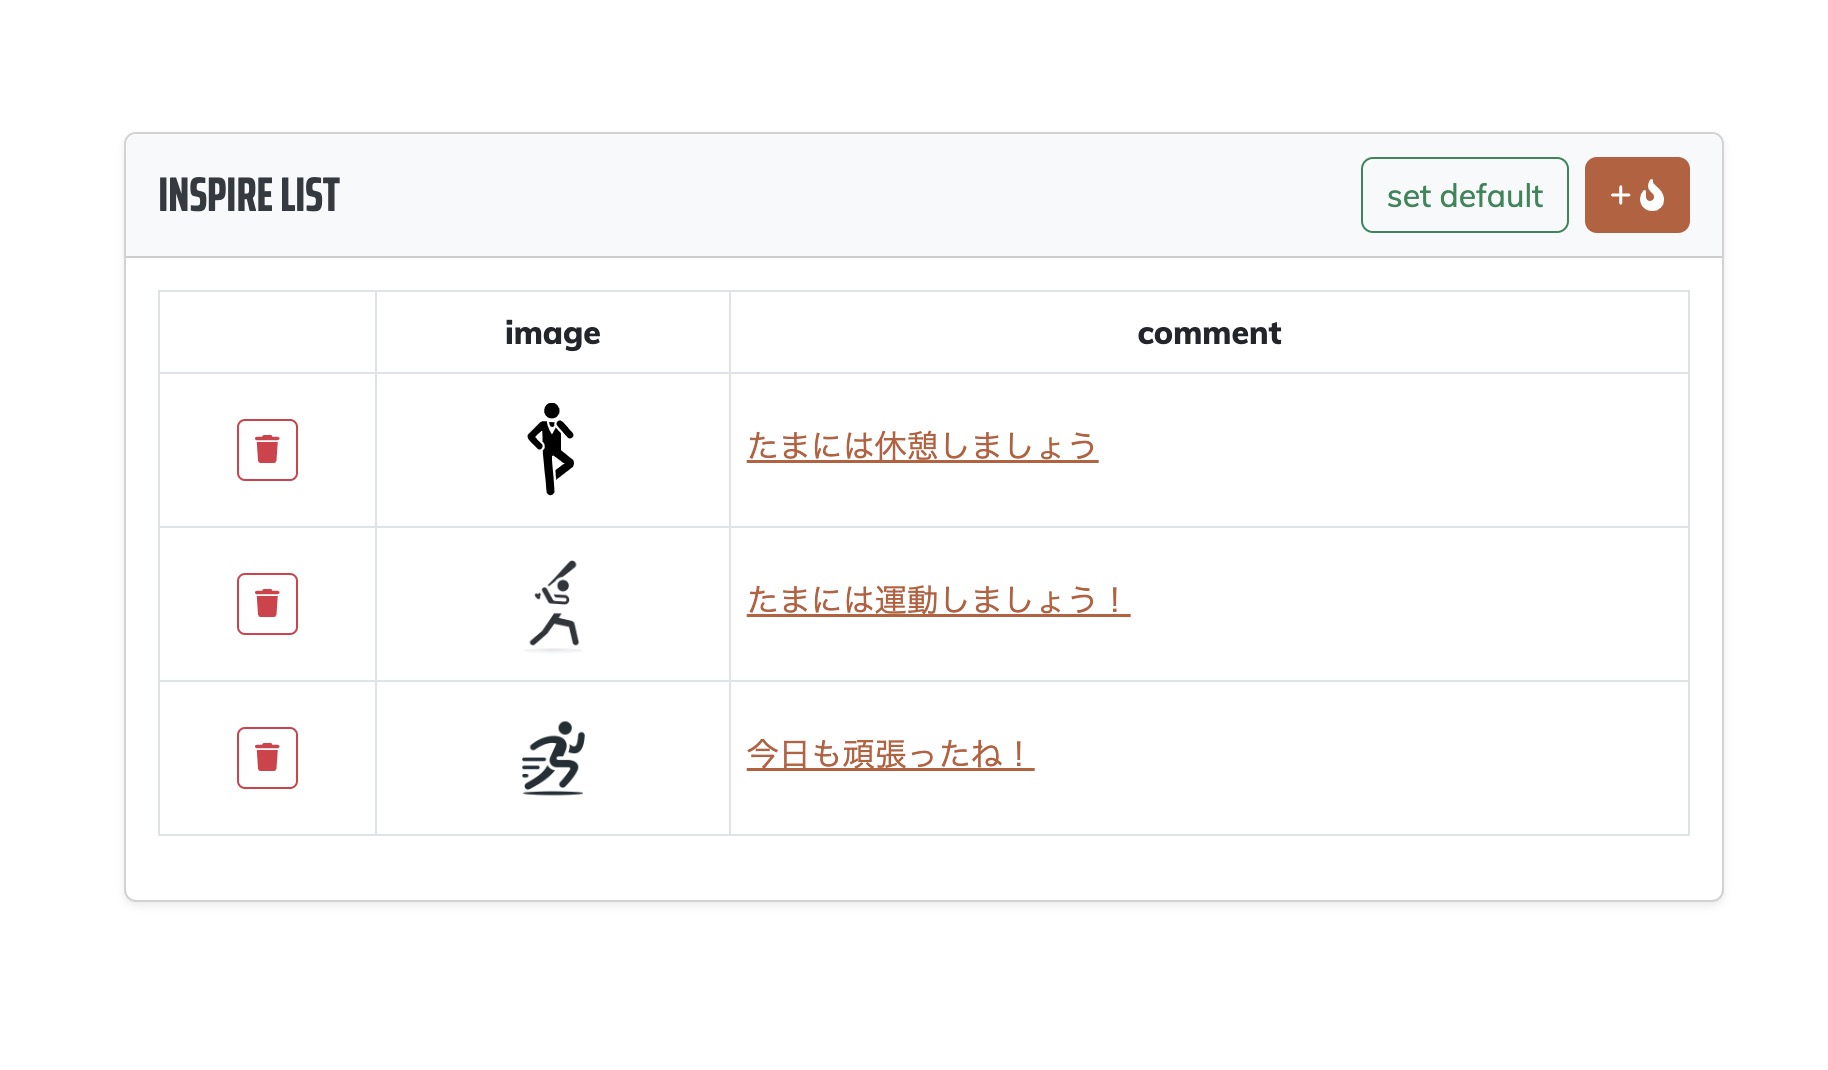 INSPIRE LIST
set default
+
image
comment
たまには休憩しましょう
たまには運動しましょう！
今日も頑張ったね！